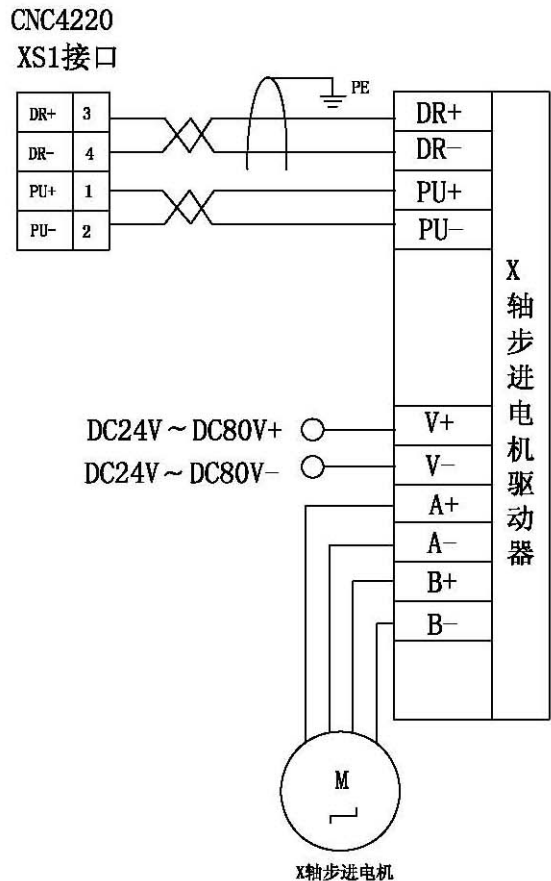 CNC4220
XS1接口
PE
DR+ 3
DR- 4
PU+ 1
PU- 2
DR+
DR-
PU+
PU-
X轴步进电机驱动器
DC24V～DC80V+
DC24V～DC80V-
V+
V-
A+
A-
B+
B-
M
X轴步进电机